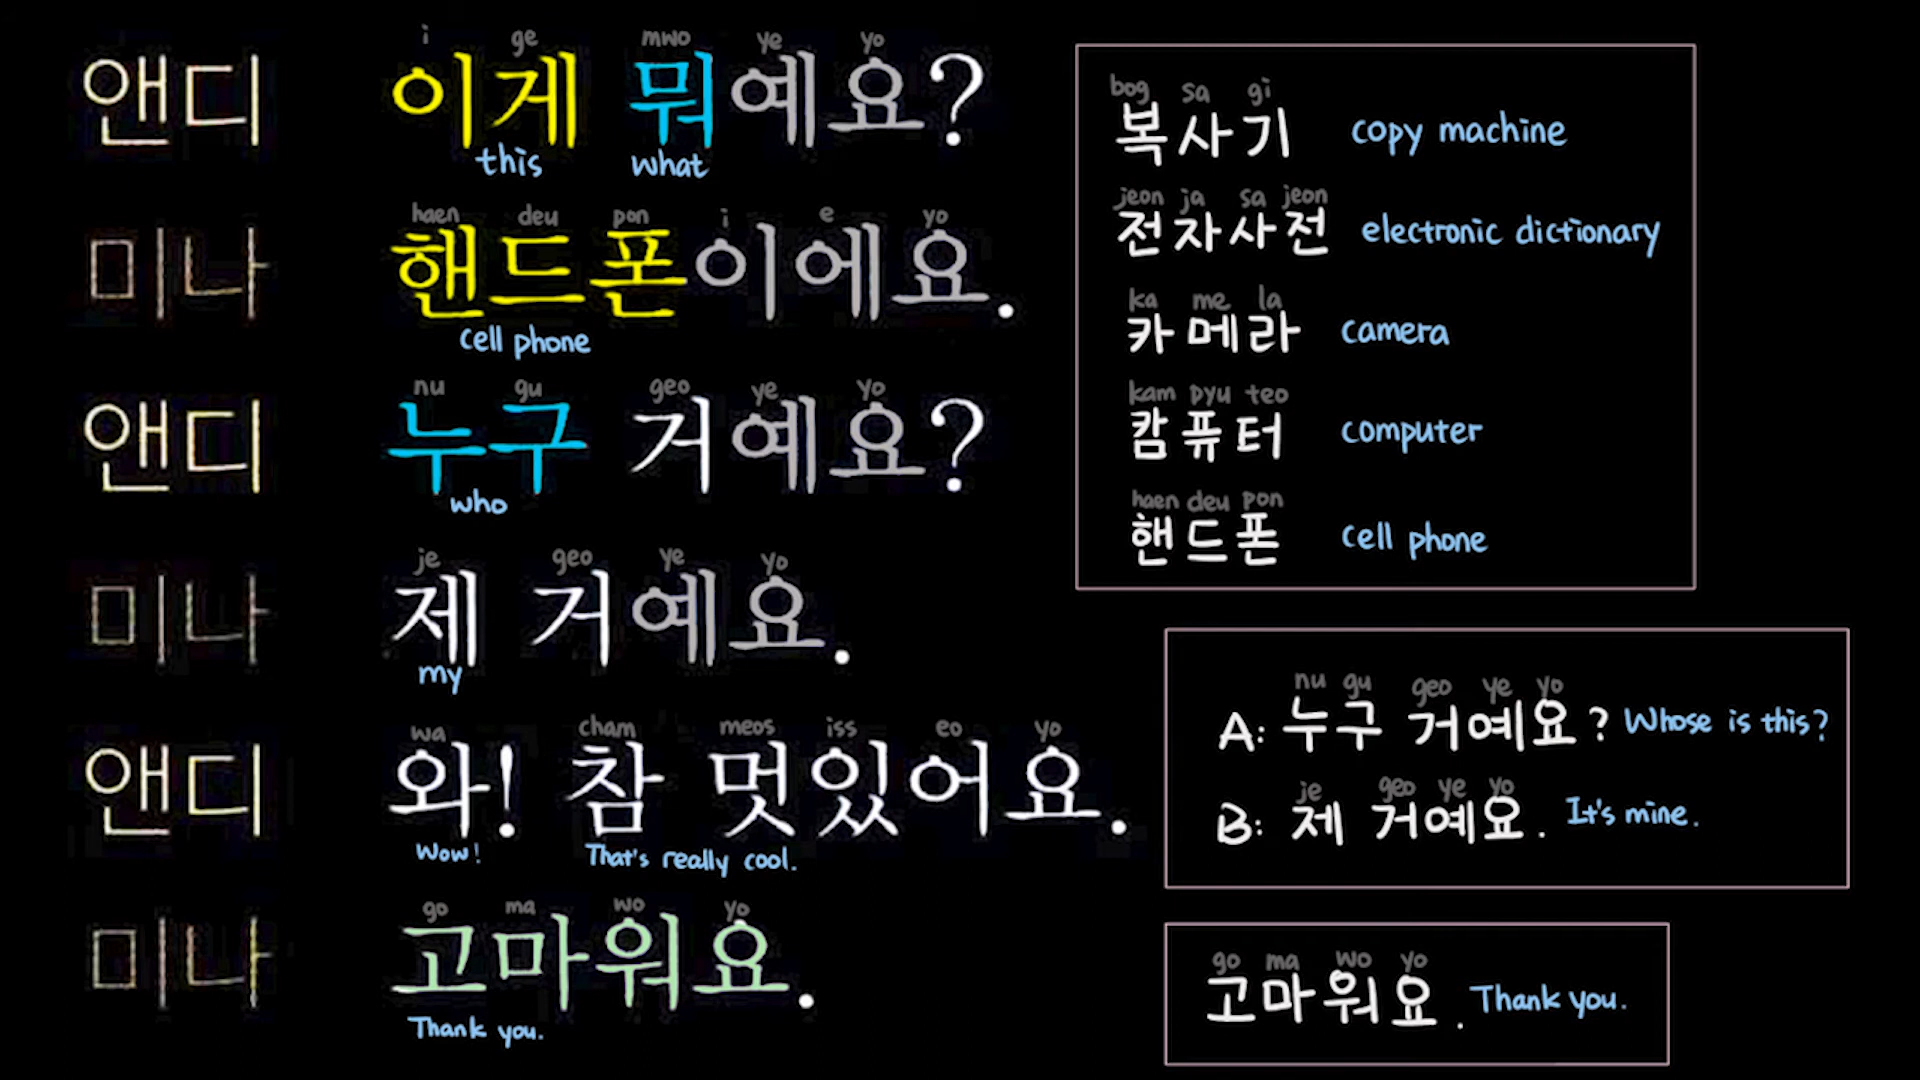 i ge mwo ye yo
앤디 이게 뭐예요?
this what
haen deu pon i e yo
미나 핸드폰이에요.
cell phone
nu gu geo ye yo
앤디 누구 거예요?
who
je geo ye yo
미나 제 거예요.
my
wa cham meos iss eo yo
앤디 와! 참 멋있어요.
Wow! That's really cool.
go ma wo yo
미나 고마워요.
Thank you.
bog sa gi
복사기 copy machine
jeon ja sa jeon
전자사전 electronic dictionary
ka me la
카메라 camera
kam pyu teo
캄퓨터 computer
haen deu pon
핸드폰 cell phone
nu gu geo ye yo
A: 누구 거예요? Whose is this?
je geo ye yo
B: 제 거예요. It's mine.
go ma wo yo
고마워요. Thank you.